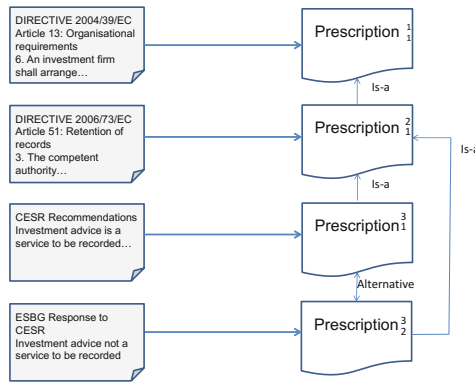 DIRECTIVE 2004/39/EC
Article 13: Organisational
requirements
6. An investment firm
shall arrange…
Prescription 1 1
Is-a
DIRECTIVE 2006/73/EC
Article 51: Retention of
records
3. The competent
authority…
Prescription 2 1
Is-a
Is-a
CESR Recommendations
Investment advice is a
service to be recorded…
Prescription 3 1
Alternative
ESBG Response to
CESR
Investment advice not a
service to be recorded
Prescription 3 2